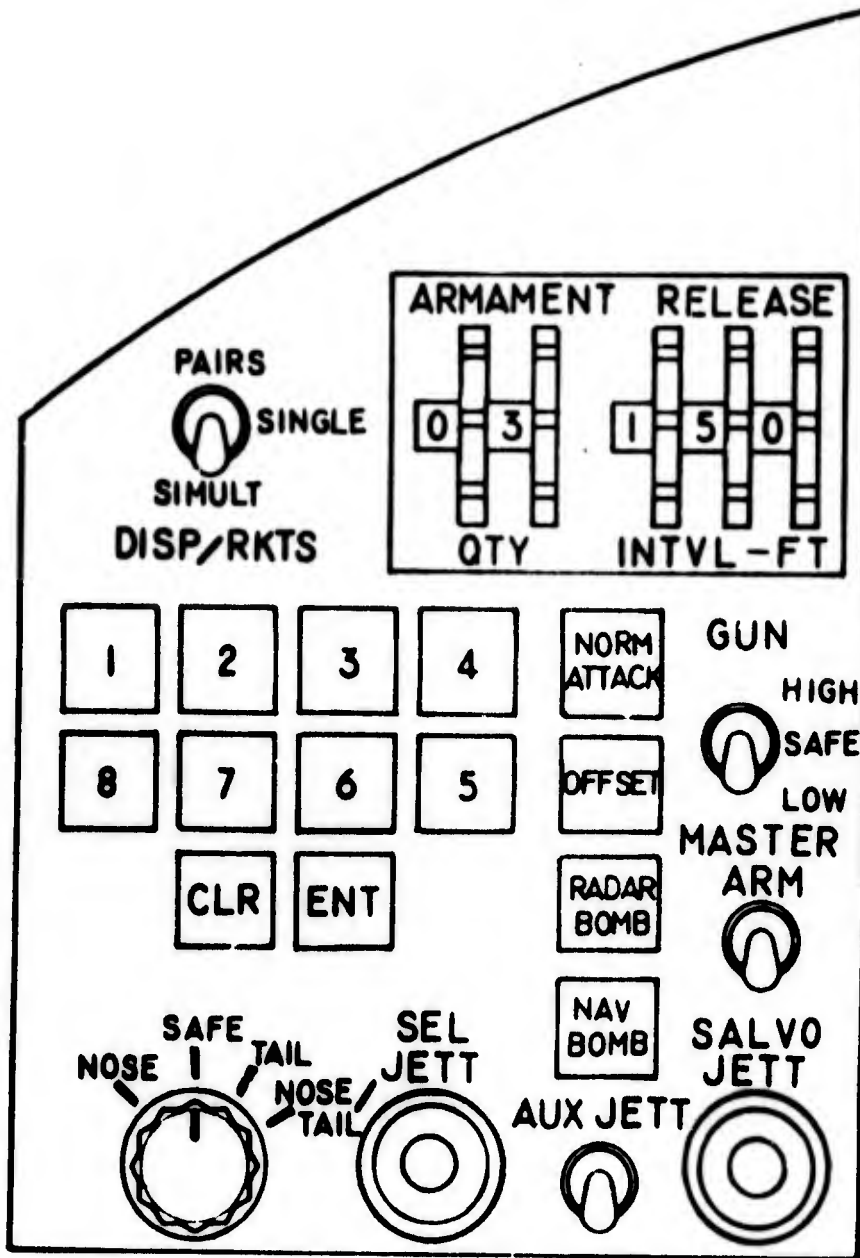 ARMAMENT RELEASE
PAIRS
SINGLE
SIMULT
DISP/RKTS
0 3 1 5 0
QTY INTVL-FT
1 2 3 4
NORM
ATTACK
GUN
HIGH
SAFE
LOW
8 7 6 5
OFFSET
MASTER
ARM
CLR ENT
RADAR
BOMB
NAV
BOMB
SAFE
NOSE
TAIL
NOSE
TAIL
SEL
JETT
AUX JETT
SALVO
JETT